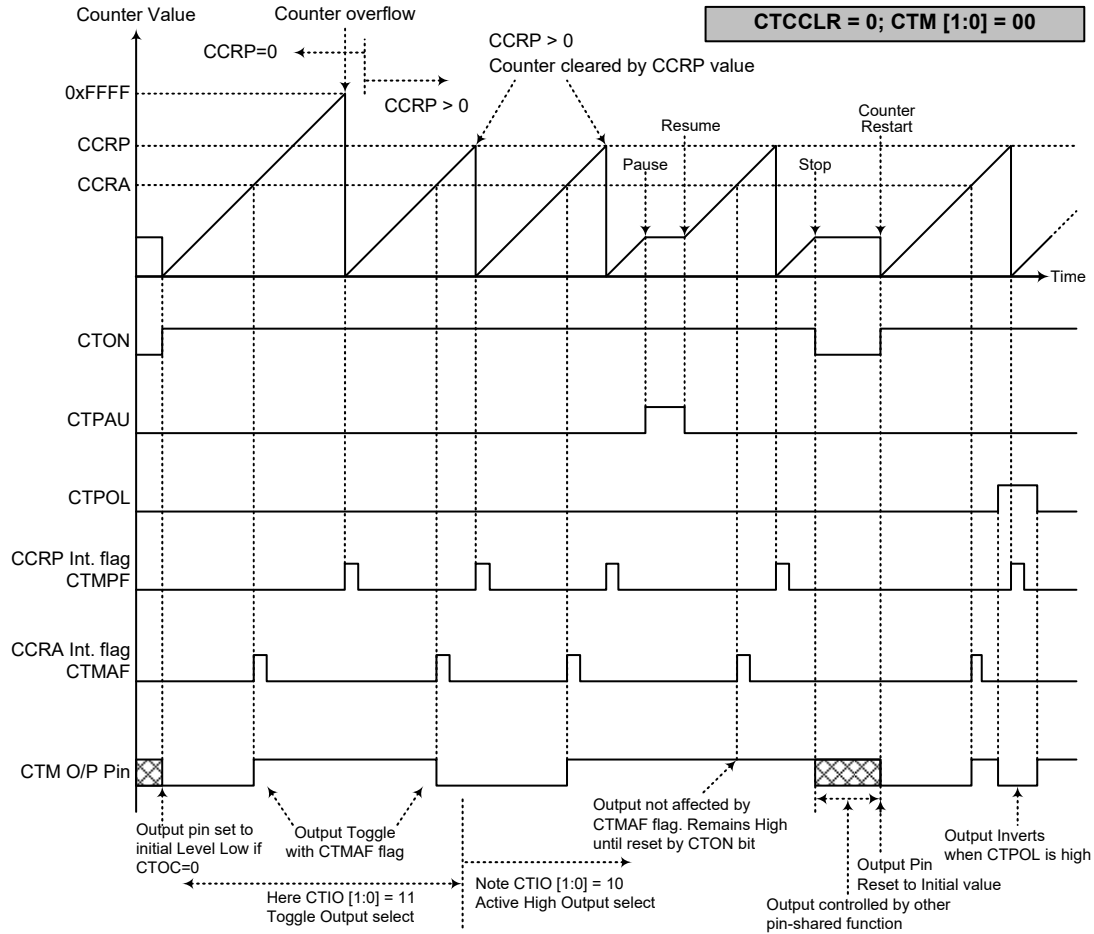 Counter Value
Counter overflow
CTCCLR = 0; CTM [1:0] = 00
CCRP=0
CCRP > 0
CCRP > 0
Counter cleared by CCRP value
0xFFFF
CCRP
CCRA
Pause
Resume
Stop
Counter
Restart
Time
CTON
CTPAU
CTPOL
CCRP Int. flag
CTMPF
CCRA Int. flag
CTMAF
CTM O/P Pin
Output pin set to
initial Level Low if
CTOC=0
Output Toggle
with CTMAF flag
Here CTIO [1:0] = 11
Toggle Output select
Note CTIO [1:0] = 10
Active High Output select
Output not affected by
CTMAF flag. Remains High
until reset by CTON bit
Output Pin
Reset to Initial value
Output controlled by other
pin-shared function
Output Inverts
when CTPOL is high